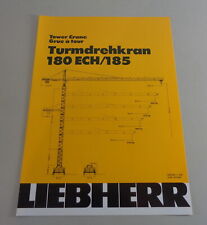 Tower Crane
Grue à tour
Turmdrehkran
180 ECH/185
LIEBHERR